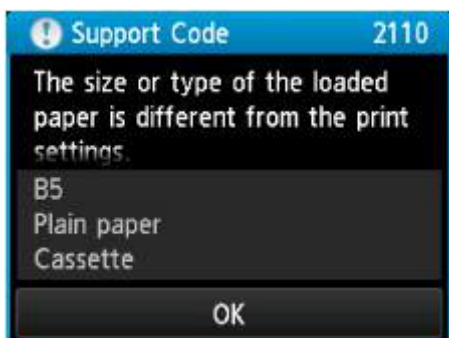 Support Code 2110
The size or type of the loaded
paper is different from the print
settings.
B5
Plain paper
Cassette
OK